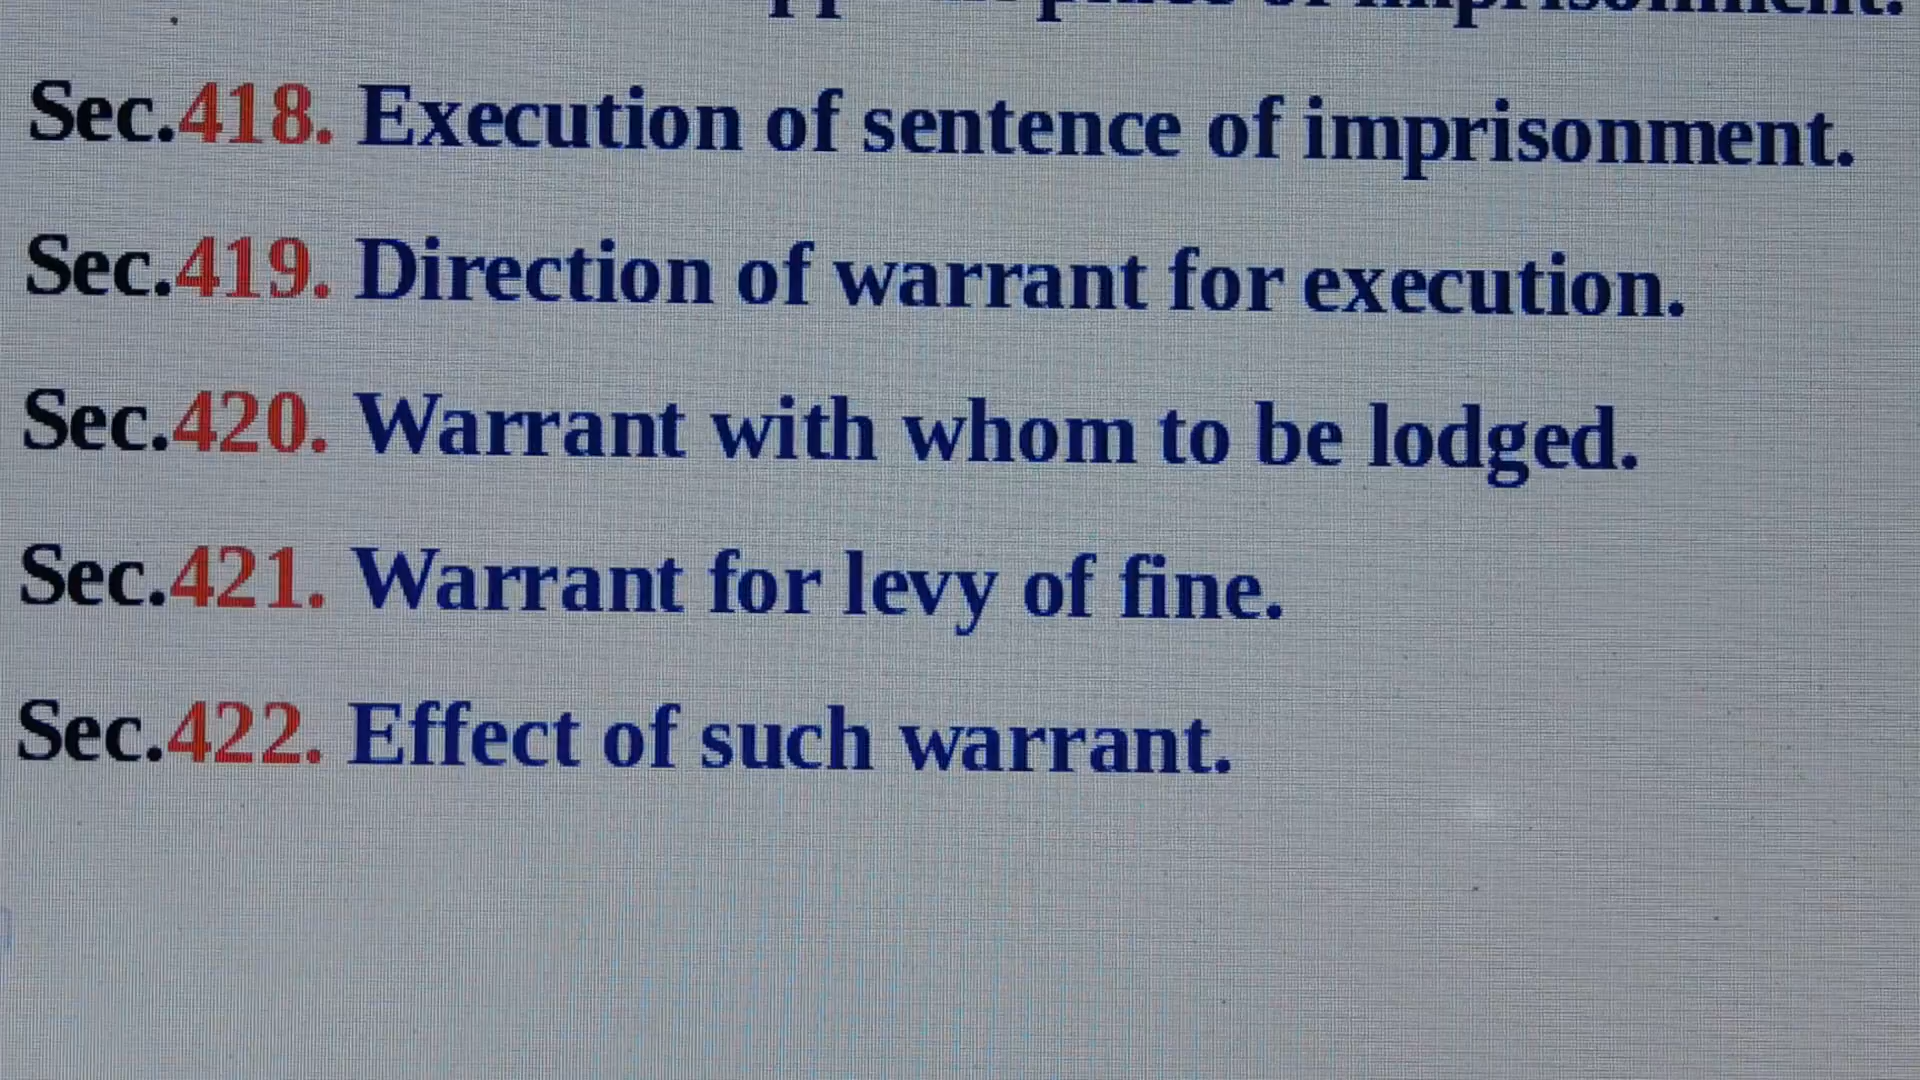 imprisonment.
Sec.418. Execution of sentence of imprisonment.
Sec.419. Direction of warrant for execution.
Sec.420. Warrant with whom to be lodged.
Sec.421. Warrant for levy of fine.
Sec.422. Effect of such warrant.